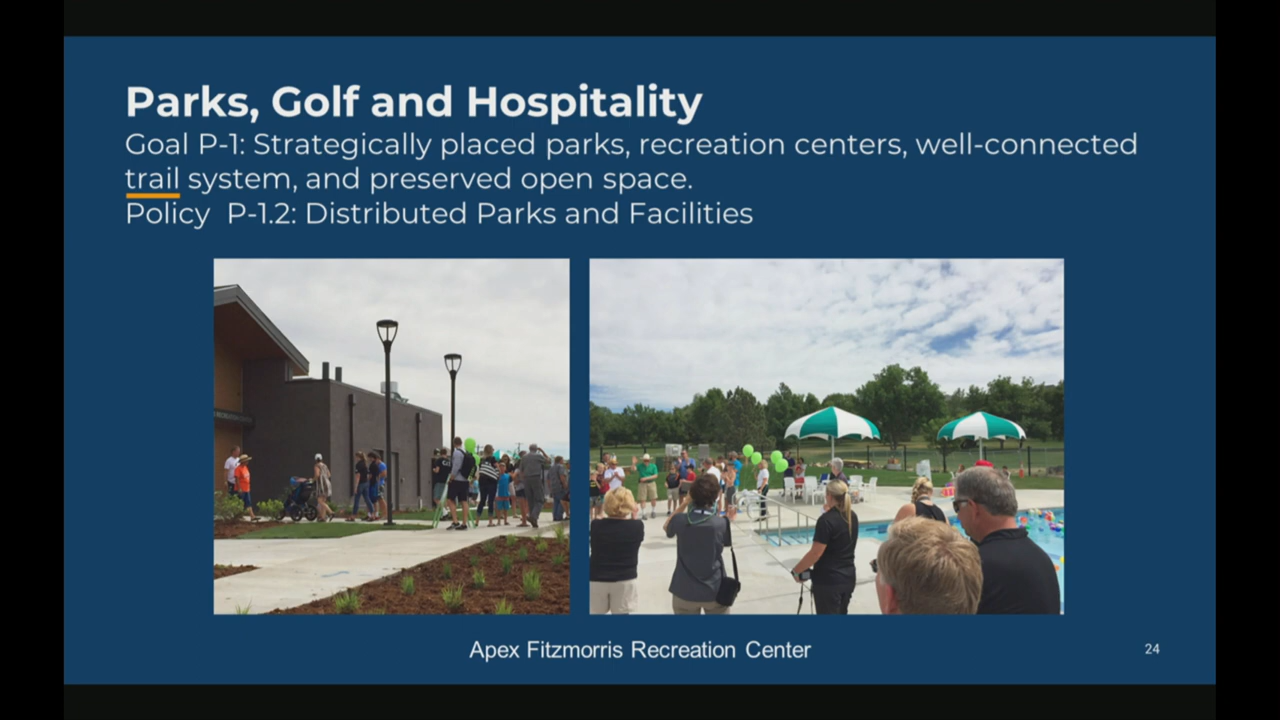 Parks, Golf and Hospitality
Goal P-1: Strategically placed parks, recreation centers, well-connected
trail system, and preserved open space.
Policy P-1.2: Distributed Parks and Facilities
Apex Fitzmorris Recreation Center
24